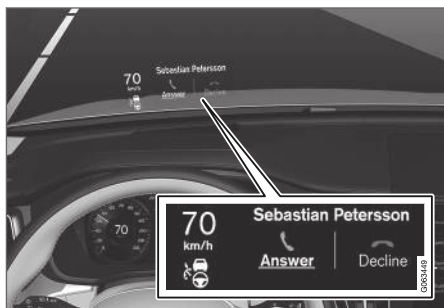 70
km/h
Sebastian Petersson
Answer
Decline
70
70
km/h
Sebastian Petersson
Answer
Decline
G063449